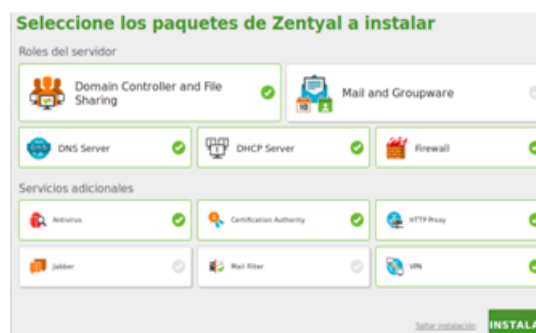 Seleccione los paquetes de Zentyal a instalar
Roles del servidor
Domain Controller and File
Sharing
Mail and Groupware
DNS Server
DHCP Server
Firewall
Servicios adicionales
Antivirus
Certification Authority
HTTP Proxy
Jabber
Mail Filter
VPN
Saltar instalación
INSTALA